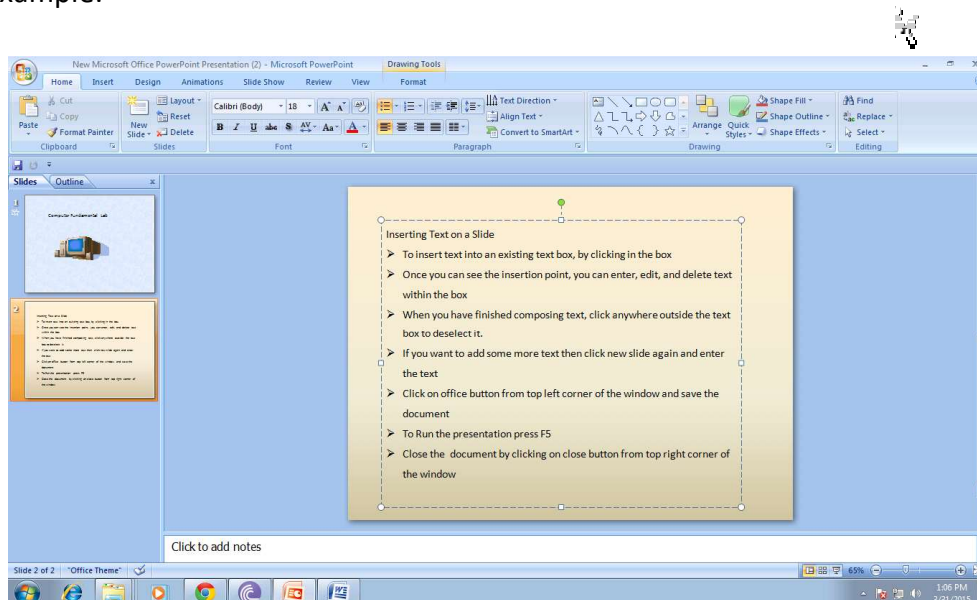 New Microsoft Office PowerPoint Presentation (2) - Microsoft PowerPoint
Drawing Tools
Home Insert Design Animations Slide Show Review View Format
Paste
Cut
Copy
Format Painter
Clipboard
New Slide
Layout
Reset
Delete
Slides
Calibri (Body) 18
B I U abc S AV Aa A
Font
Text Direction
Align Text
Convert to SmartArt
Paragraph
Arrange
Quick Styles
Shape Fill
Shape Outline
Shape Effects
Drawing
Find
Replace
Select
Editing
Slides Outline x
1
Computer Fundamental Lab
2
Inserting Text on a Slide
To insert text into an existing text box, by clicking in the box
Once you can see the insertion point, you can enter, edit, and delete text
within the box
When you have finished composing text, click anywhere outside the text
box to deselect it.
If you want to add some more text then click new slide again and enter
the text
Click on office button from top left corner of the window and save the
document
To Run the presentation press F5
Close the document by clicking on close button from top right corner of
the window
Click to add notes
Slide 2 of 2 "Office Theme" 65%
1:06 PM